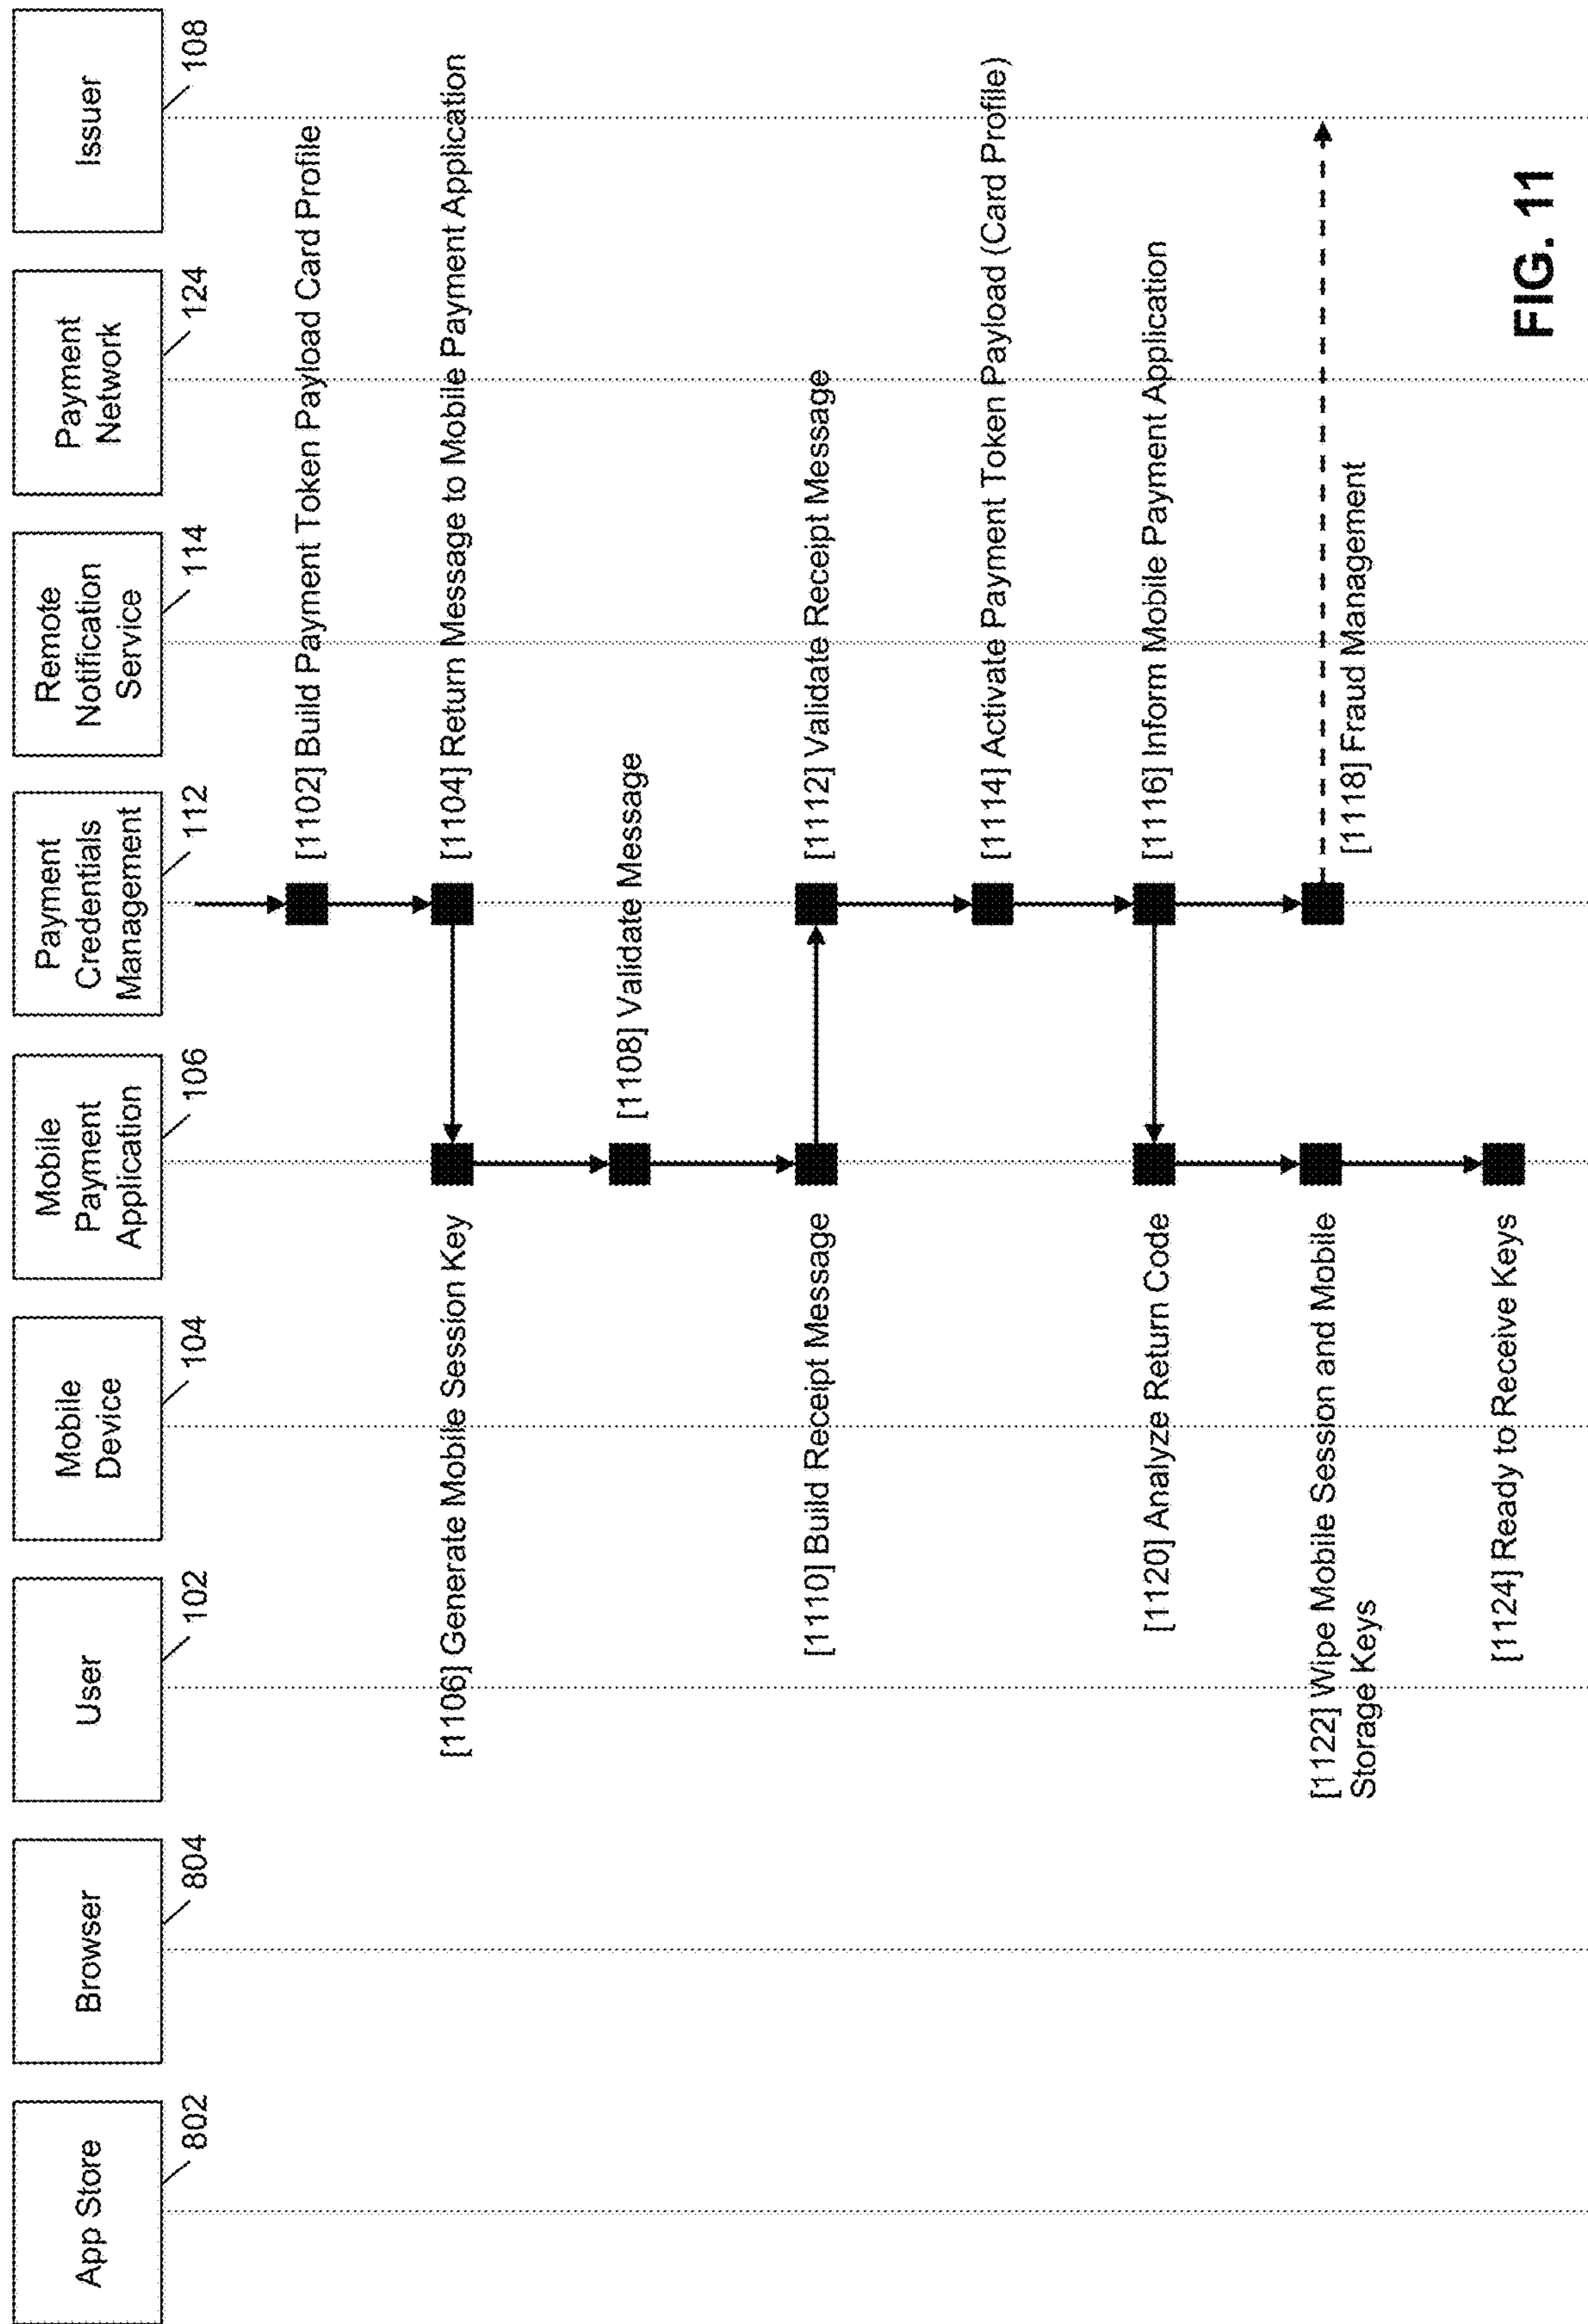 App Store
802
Browser
804
User
102
Mobile
Device
104
Mobile
Payment
Application
106
Payment
Credentials
Management
112
Remote
Notification
Service
114
Payment
Network
124
Issuer
108
[1102] Build Payment Token Payload Card Profile
[1104] Return Message to Mobile Payment Application
[1106] Generate Mobile Session Key
[1108] Validate Message
[1110] Build Receipt Message
[1112] Validate Receipt Message
[1114] Activate Payment Token Payload (Card Profile)
[1116] Inform Mobile Payment Application
[1120] Analyze Return Code
[1118] Fraud Management
[1122] Wipe Mobile Session and Mobile
Storage Keys
[1124] Ready to Receive Keys
FIG. 11